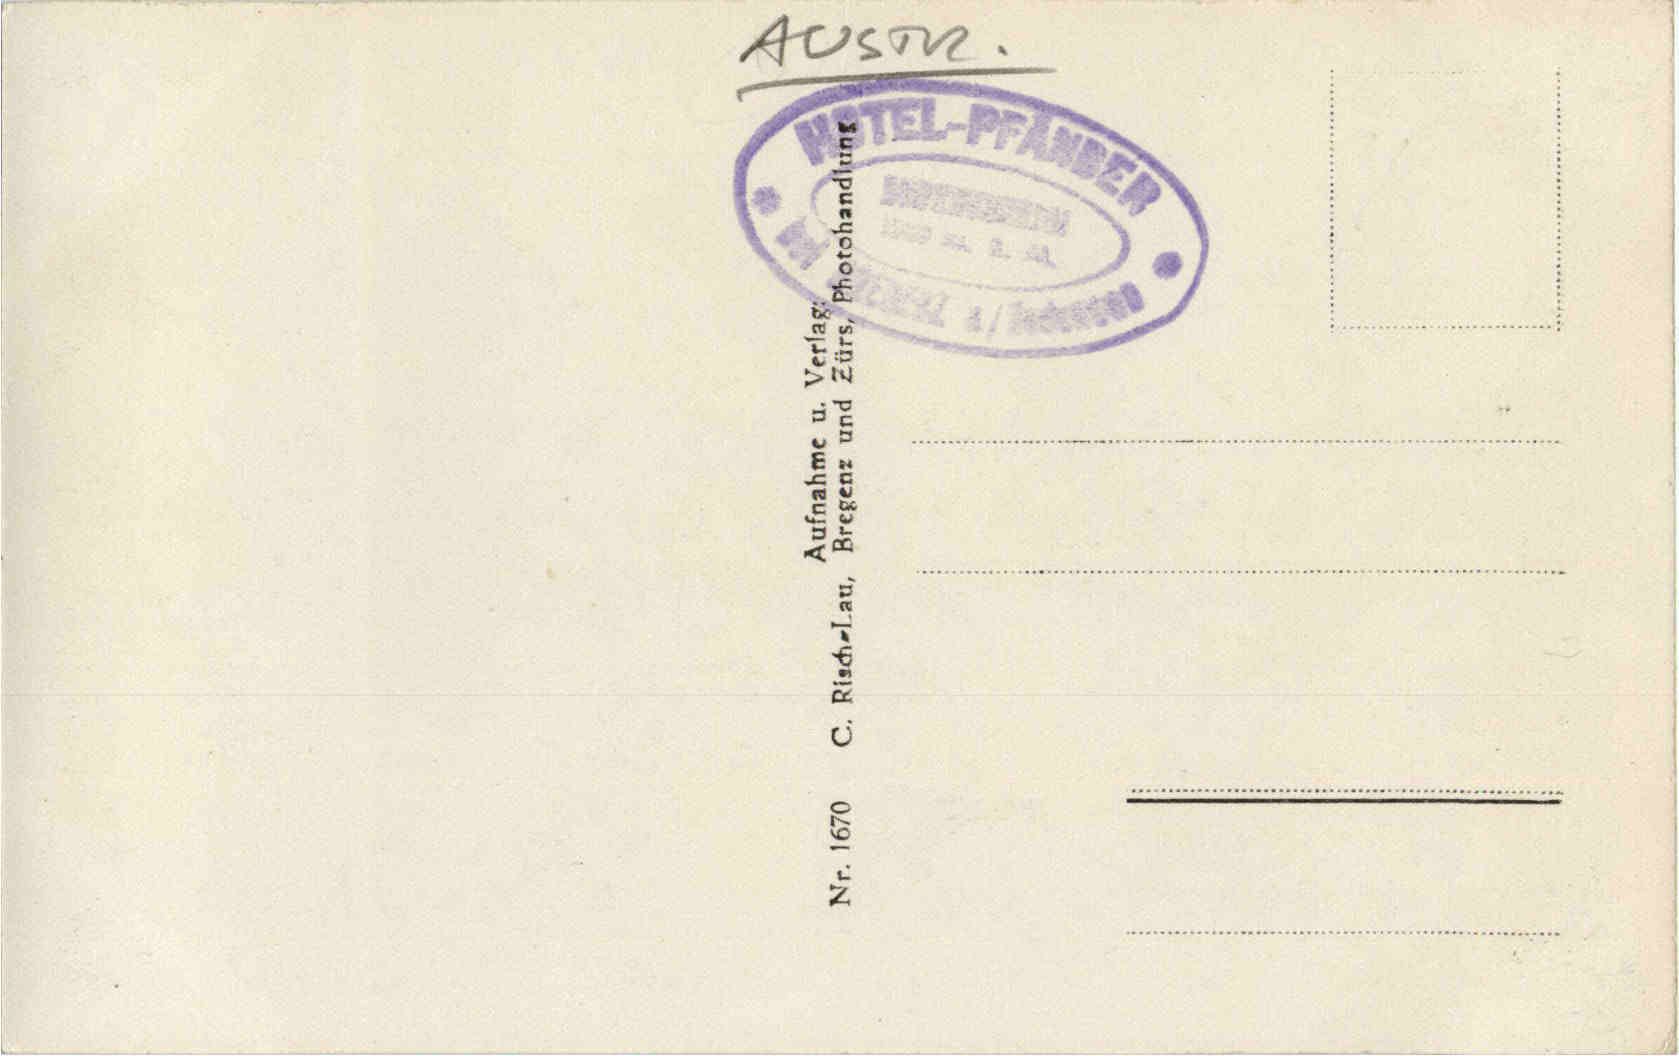 AUSTR.
HOTEL-PFÄNDER
Aufnahme u. Verlag:
Nr. 1670 C. Risch-Lau, Bregenz und Zürs, Photohandlung